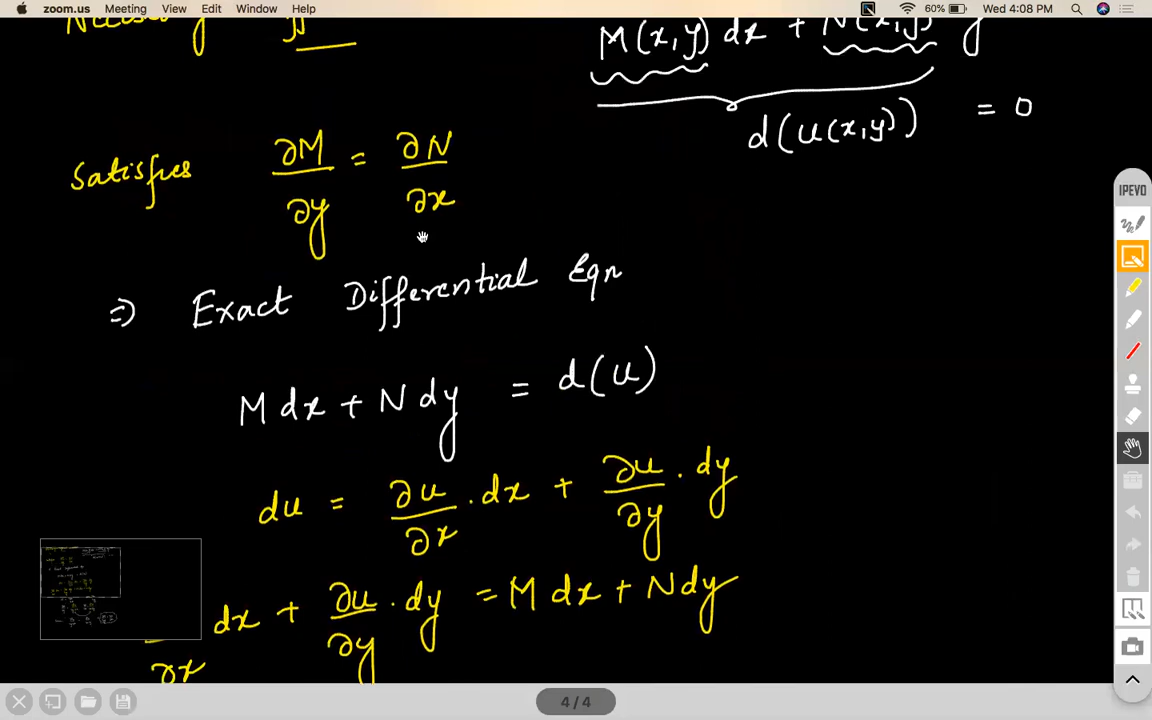 zoom.us Meeting View Edit Window Help 60% Wed 4:08 PM
M(x,y) dx + N(x,y)
d(u(x,y)) = 0
Satisfies ∂M/∂y = ∂N/∂x
IPEVO
⇒ Exact Differential Eqn
M dx + N dy = d(u)
du = ∂u/∂x . dx + ∂u/∂y . dy
dx + ∂u/∂y . dy = M dx + N dy
4 / 4